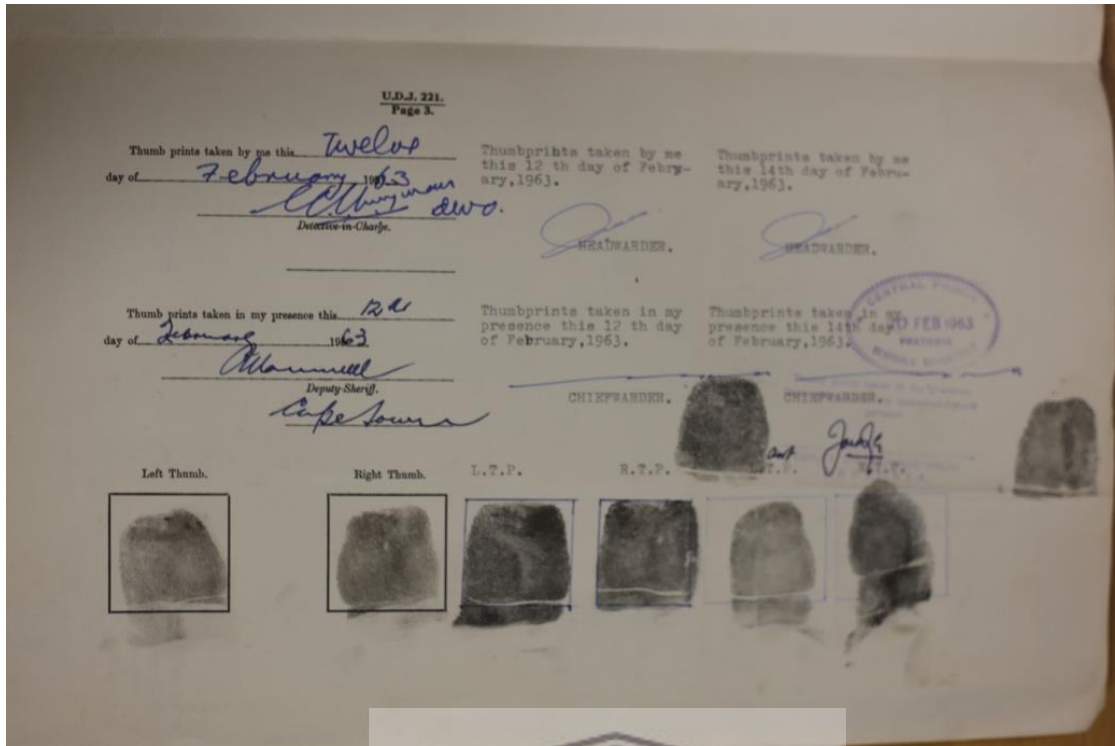 U.D.J. 221.
Page 3.
Thumb prints taken by me this Twelve
day of February 1963
Detective-in-Charge.
Thumb prints taken in my presence this 12th
day of February 1963
Deputy-Sheriff.
Cape Town
Thumbprints taken by me
this 12 th day of Febry-
ary,1963.
HEADWARDER.
Thumbprints taken in my
presence this 12 th day
of February,1963.
CHIEFWARDER.
Thumbprints taken by me
this 14th day of Febru-
ary,1963.
HEADWARDER.
Thumbprints taken in my
presence this 14th day
of February,1963.
CHIEFWARDER.
CENTRAL PRISON
FEB 1963
PRETORIA
Left Thumb.
Right Thumb.
L.T.P.
R.T.P.
R.T.P.